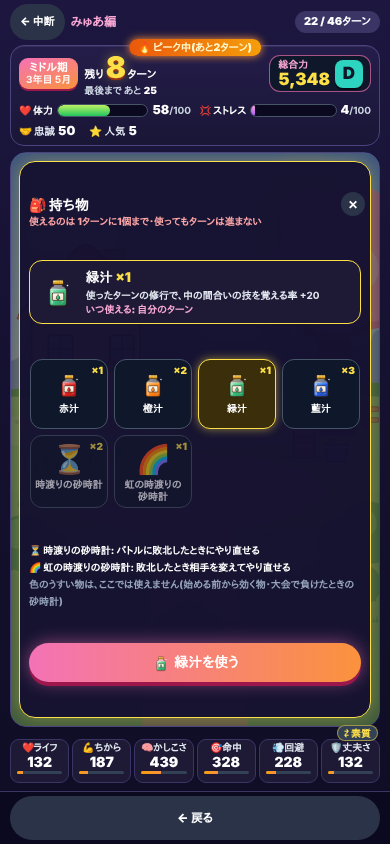 ← 中断
みゅあ編
22 / 46ターン
🔥 ピーク中(あと2ターン)
ミドル期
3年目 5月
残り8ターン
最後まであと 25
総合力
5,348 D
❤️体力 58/100 💢ストレス 4/100
🤝忠誠 50 ⭐人気 5
🎒 持ち物
×
使えるのは 1ターンに1個まで・使ってもターンは進まない
緑汁 ×1
使ったターンの修行で、中の間合いの技を覚える率 +20
いつ使える: 自分のターン
×1 ×2 ×1 ×3
赤汁 橙汁 緑汁 藍汁
×2 ×1
時渡りの砂時計 虹の時渡りの
砂時計
⏳ 時渡りの砂時計: バトルに敗北したときにやり直せる
🌈 虹の時渡りの砂時計: 敗北したとき相手を変えてやり直せる
色のうすい物は、ここでは使えません(始める前から効く物・大会で負けたときの
砂時計)
緑汁を使う
素質
❤️ライフ 💪ちから 🧠かしこさ 🎯命中 💨回避 🛡️丈夫さ
132 187 439 328 228 132
← 戻る